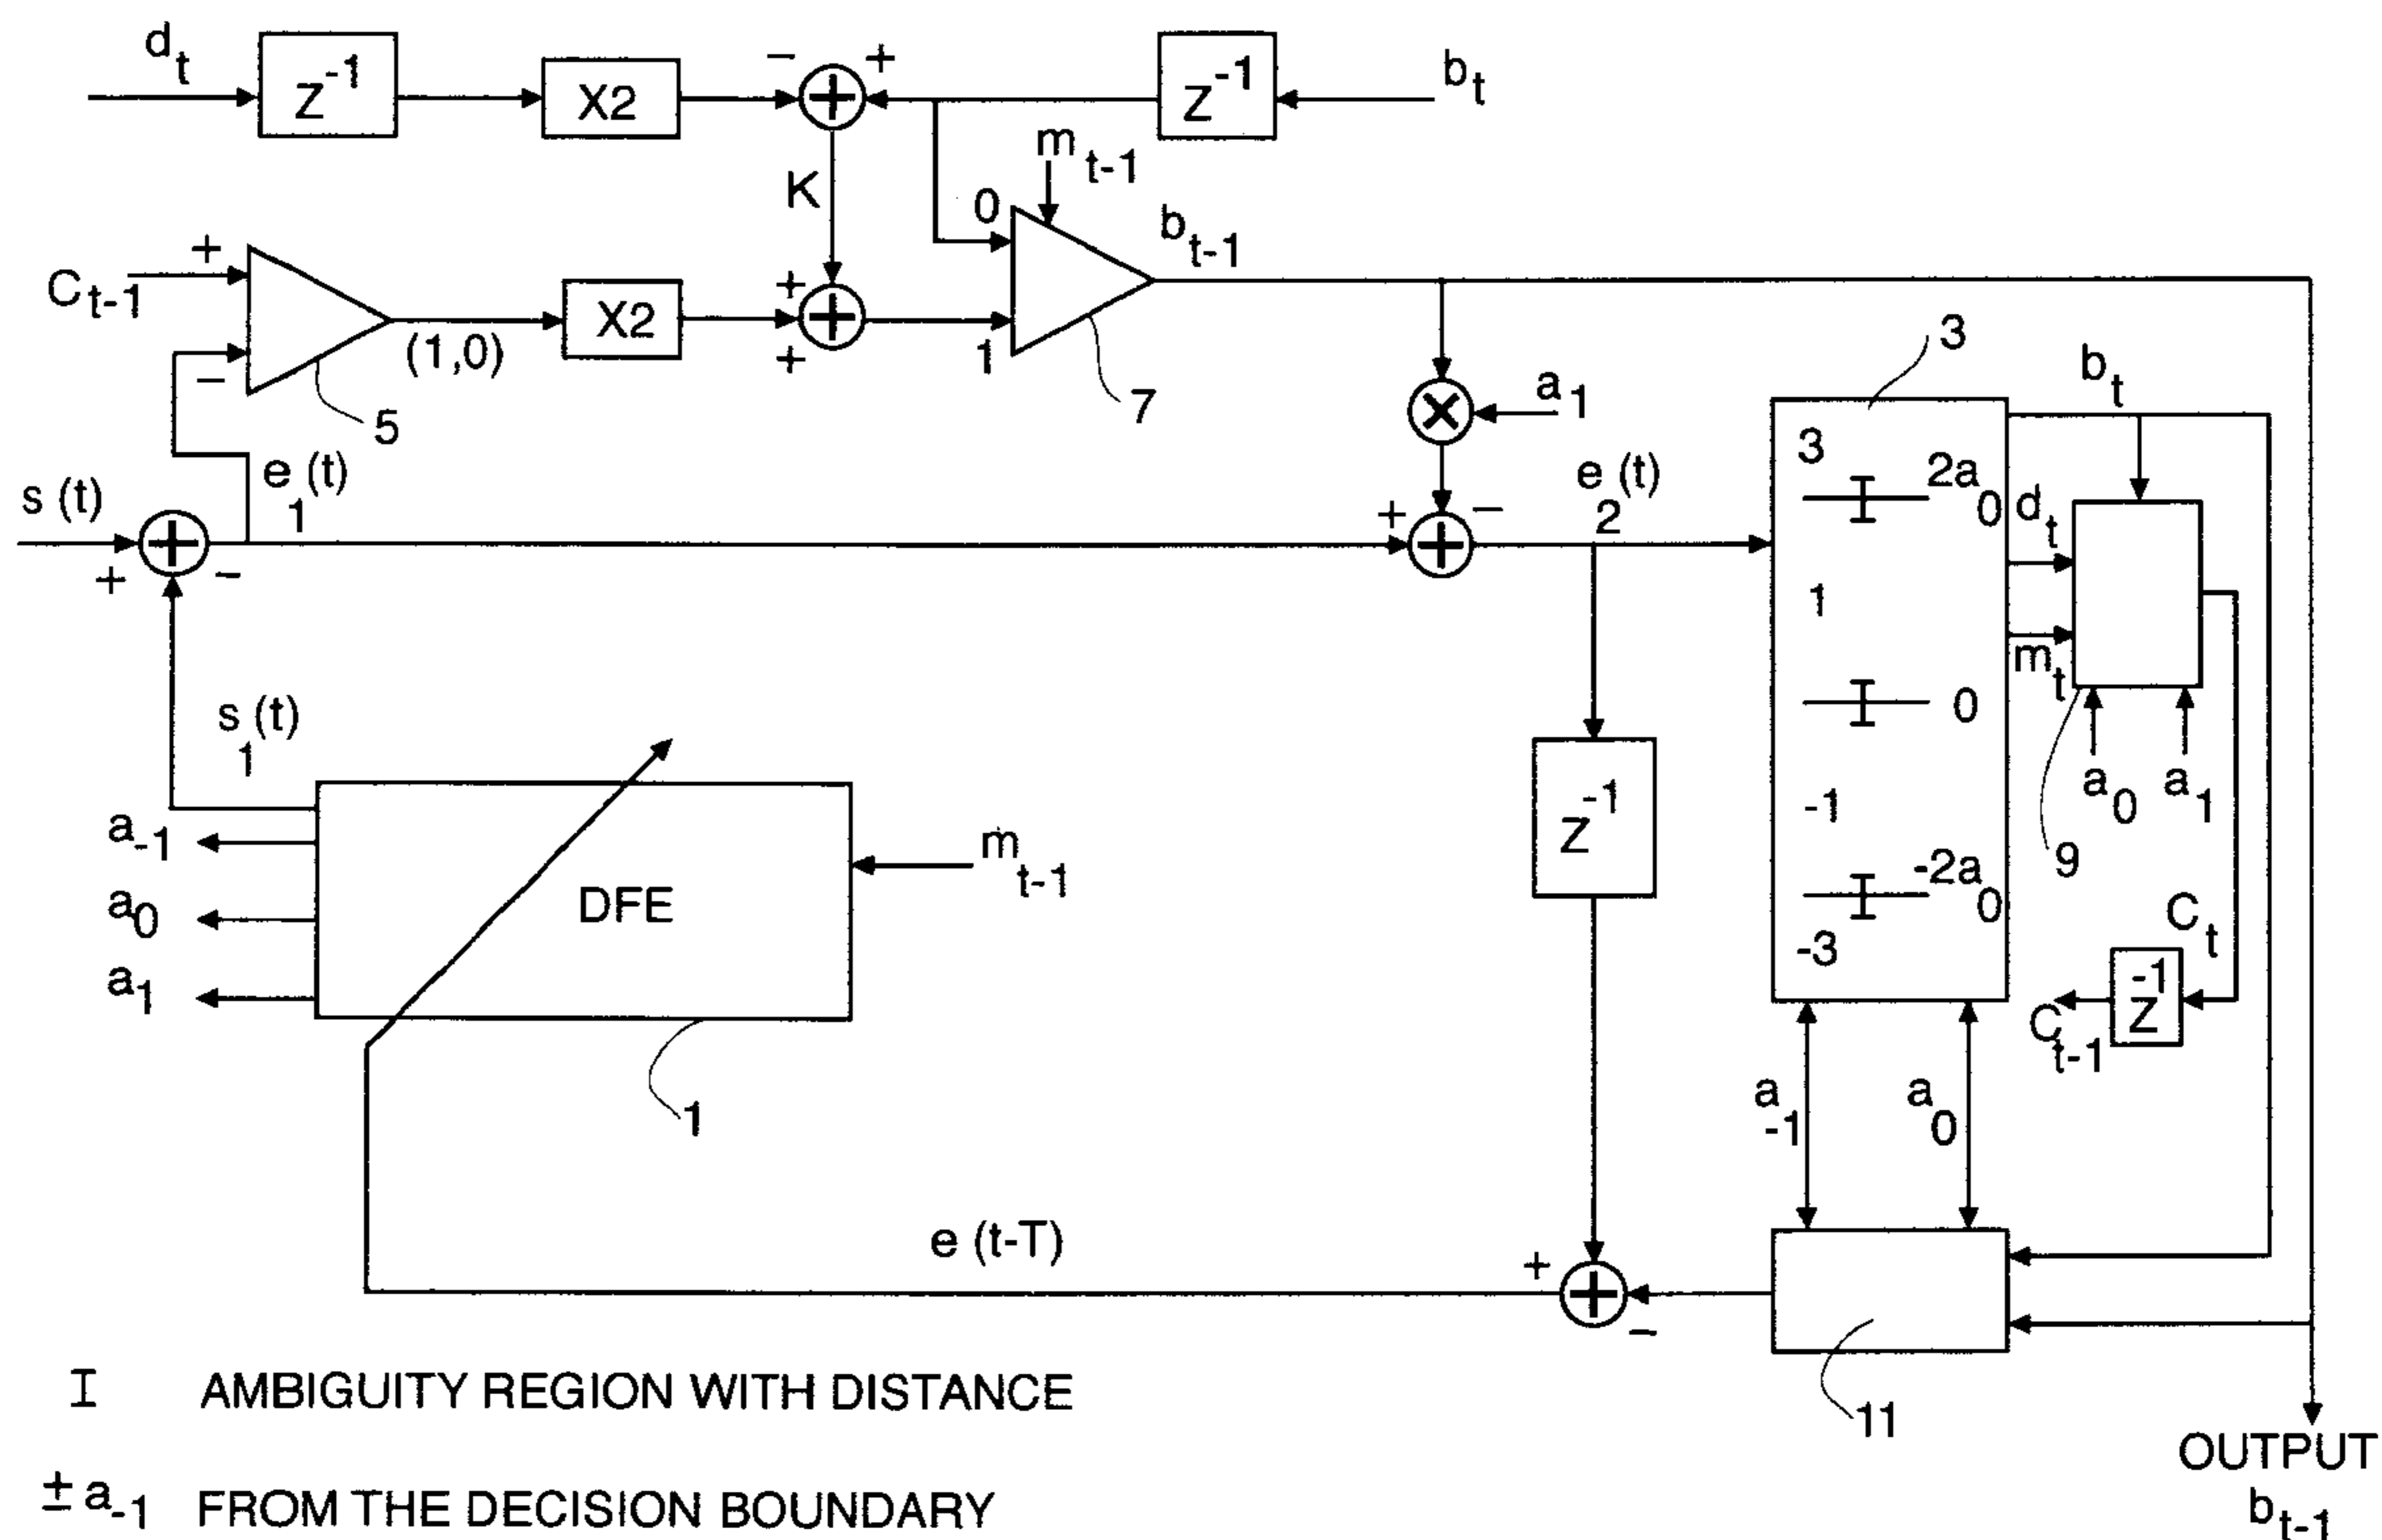 d_t
Z^-1
X2
−
+
Z^-1
b_t
K
m_t-1
0
b_t-1
+
C_t-1
−
(1,0)
X2
+
+
1
5
7
a_1
3
b_t
s (t)
+
−
e_1 (t)
+
−
e_2 (t)
3
2a_0
d_t
1
m_t
0
a_0
a_1
-1
9
-2a_0
-3
C_t
Z^-1
C_t-1
s_1 (t)
a_-1
a_0
a_1
DFE
m_t-1
1
Z^-1
a_-1
a_0
e (t-T)
+
−
11
I AMBIGUITY REGION WITH DISTANCE
± a_-1 FROM THE DECISION BOUNDARY
OUTPUT
b_t-1